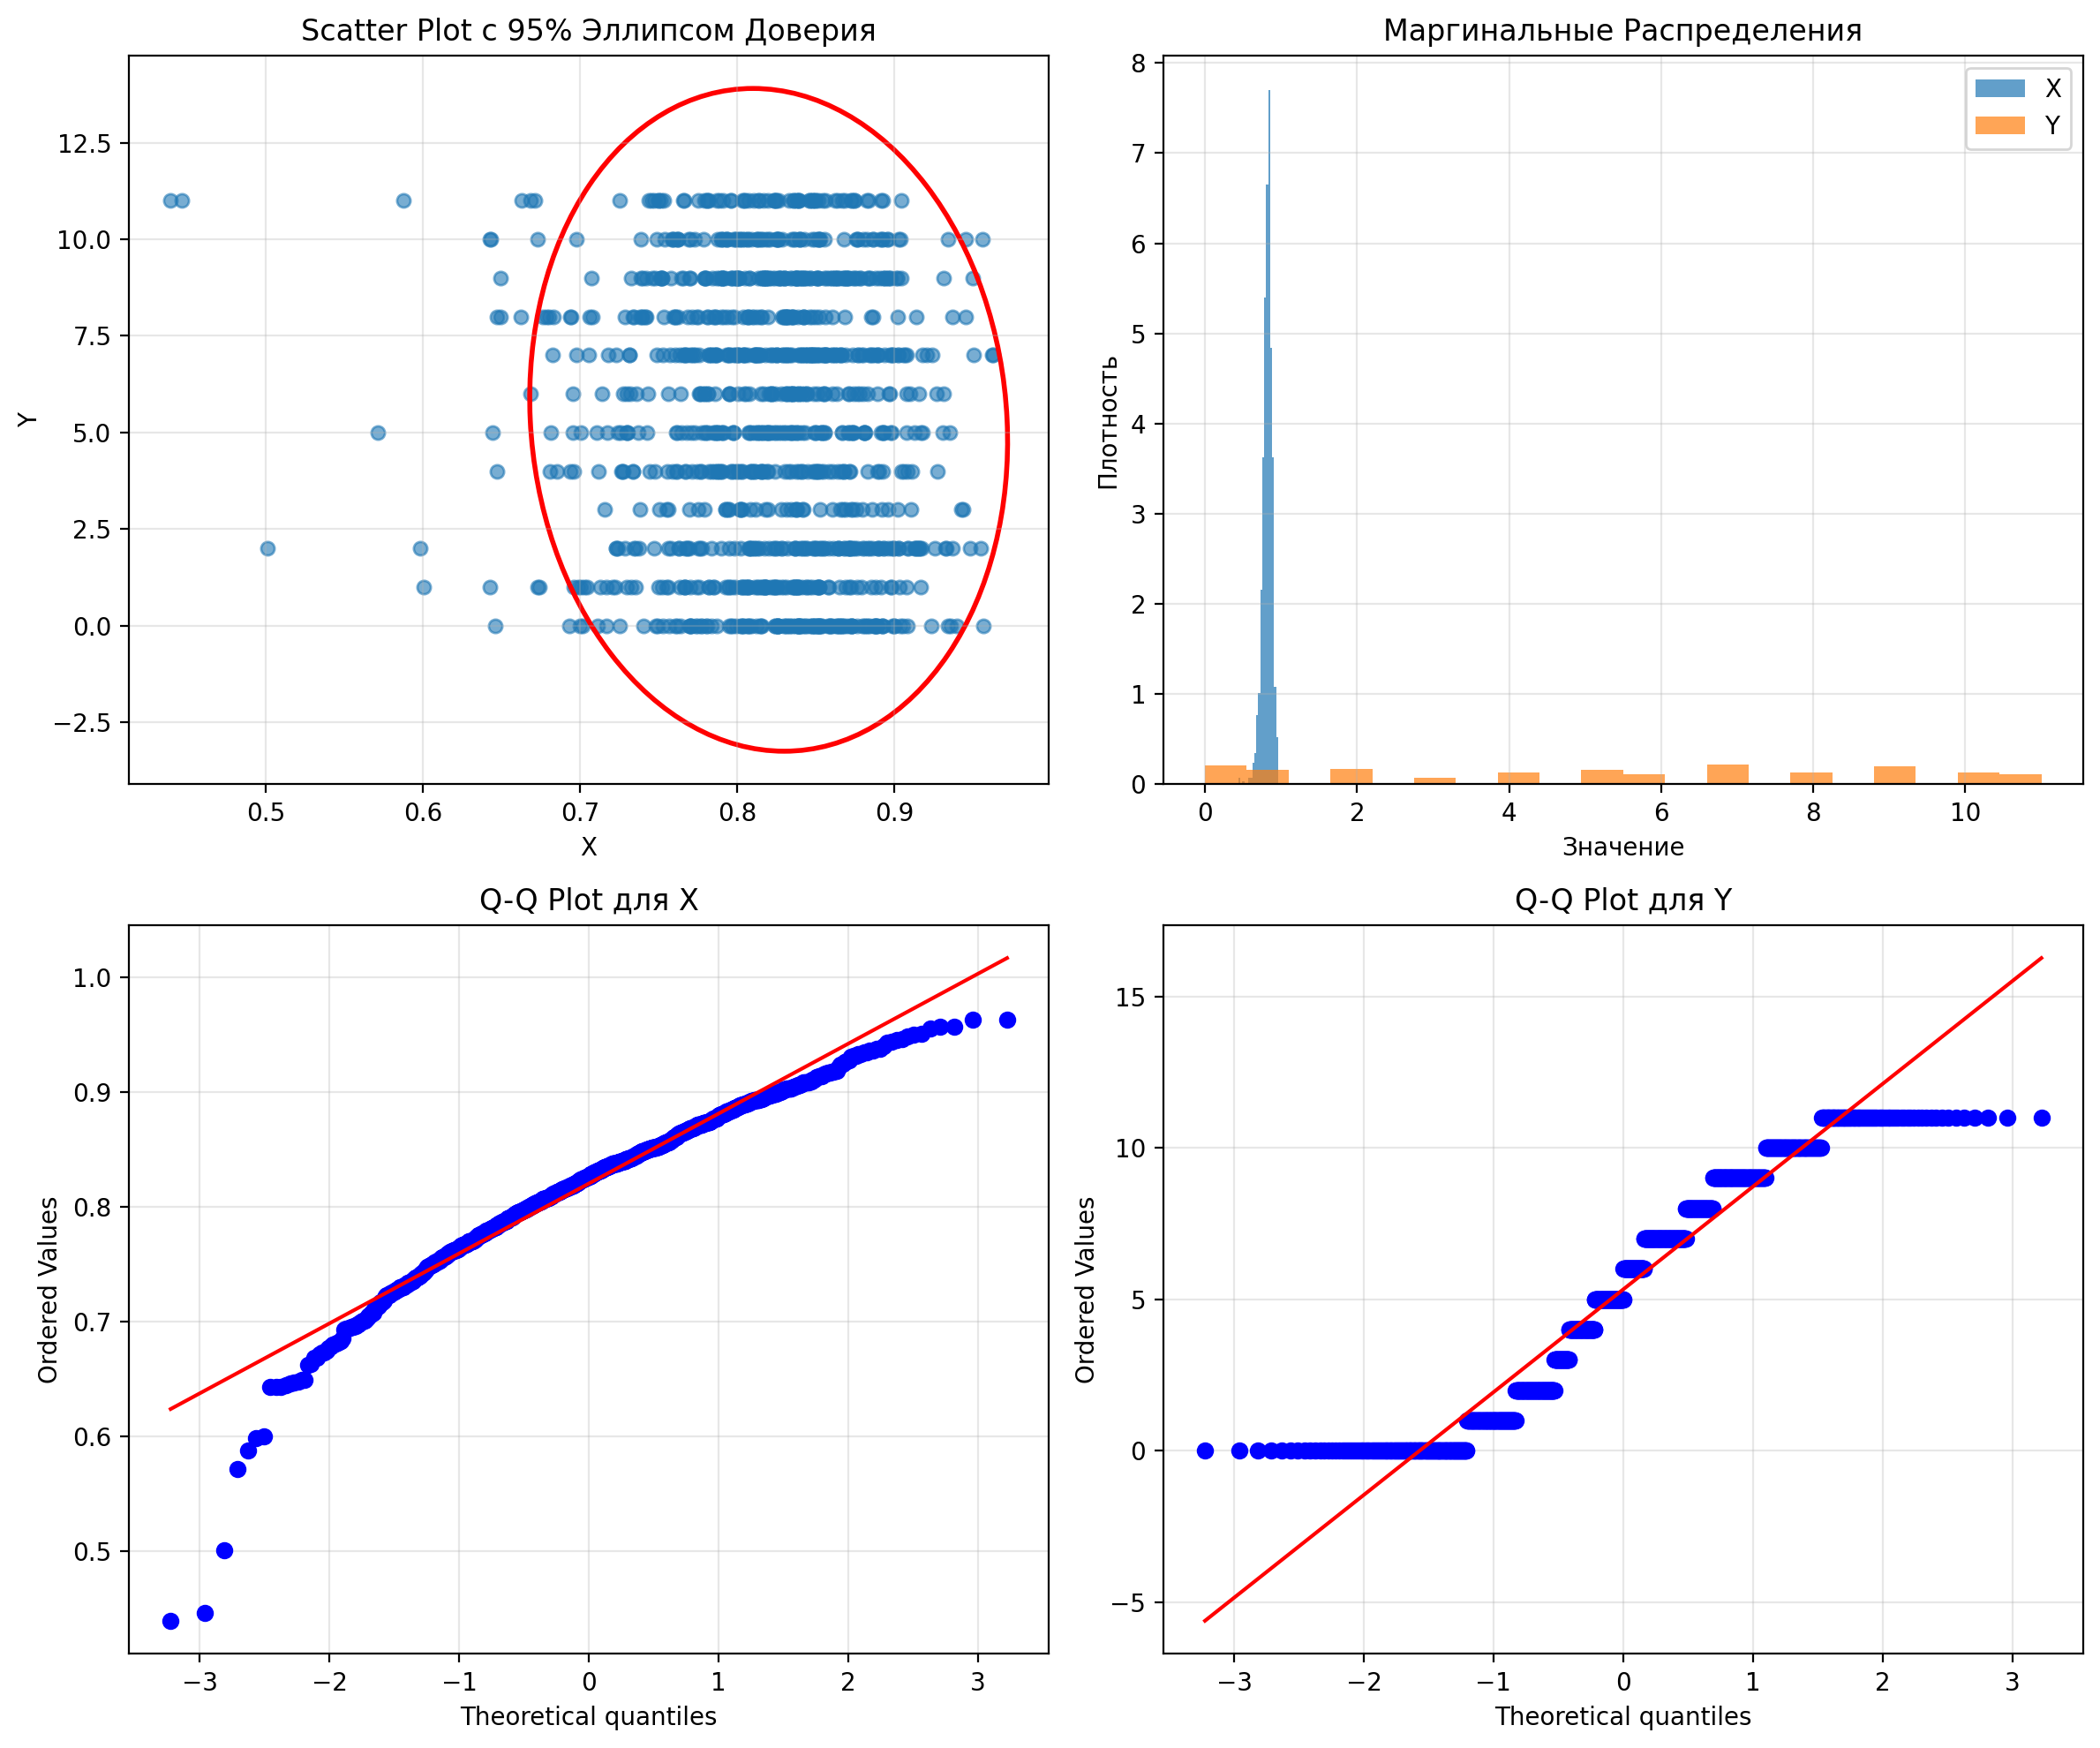 Scatter Plot с 95% Эллипсом Доверия
12.5
10.0
7.5
5.0
2.5
0.0
−2.5
Y
0.5 0.6 0.7 0.8 0.9
X
Маргинальные Распределения
X
Y
8
7
6
5
4
3
2
1
0
Плотность
0 2 4 6 8 10
Значение
Q-Q Plot для X
1.0
0.9
0.8
0.7
0.6
0.5
Ordered Values
−3 −2 −1 0 1 2 3
Theoretical quantiles
Q-Q Plot для Y
15
10
5
0
−5
Ordered Values
−3 −2 −1 0 1 2 3
Theoretical quantiles